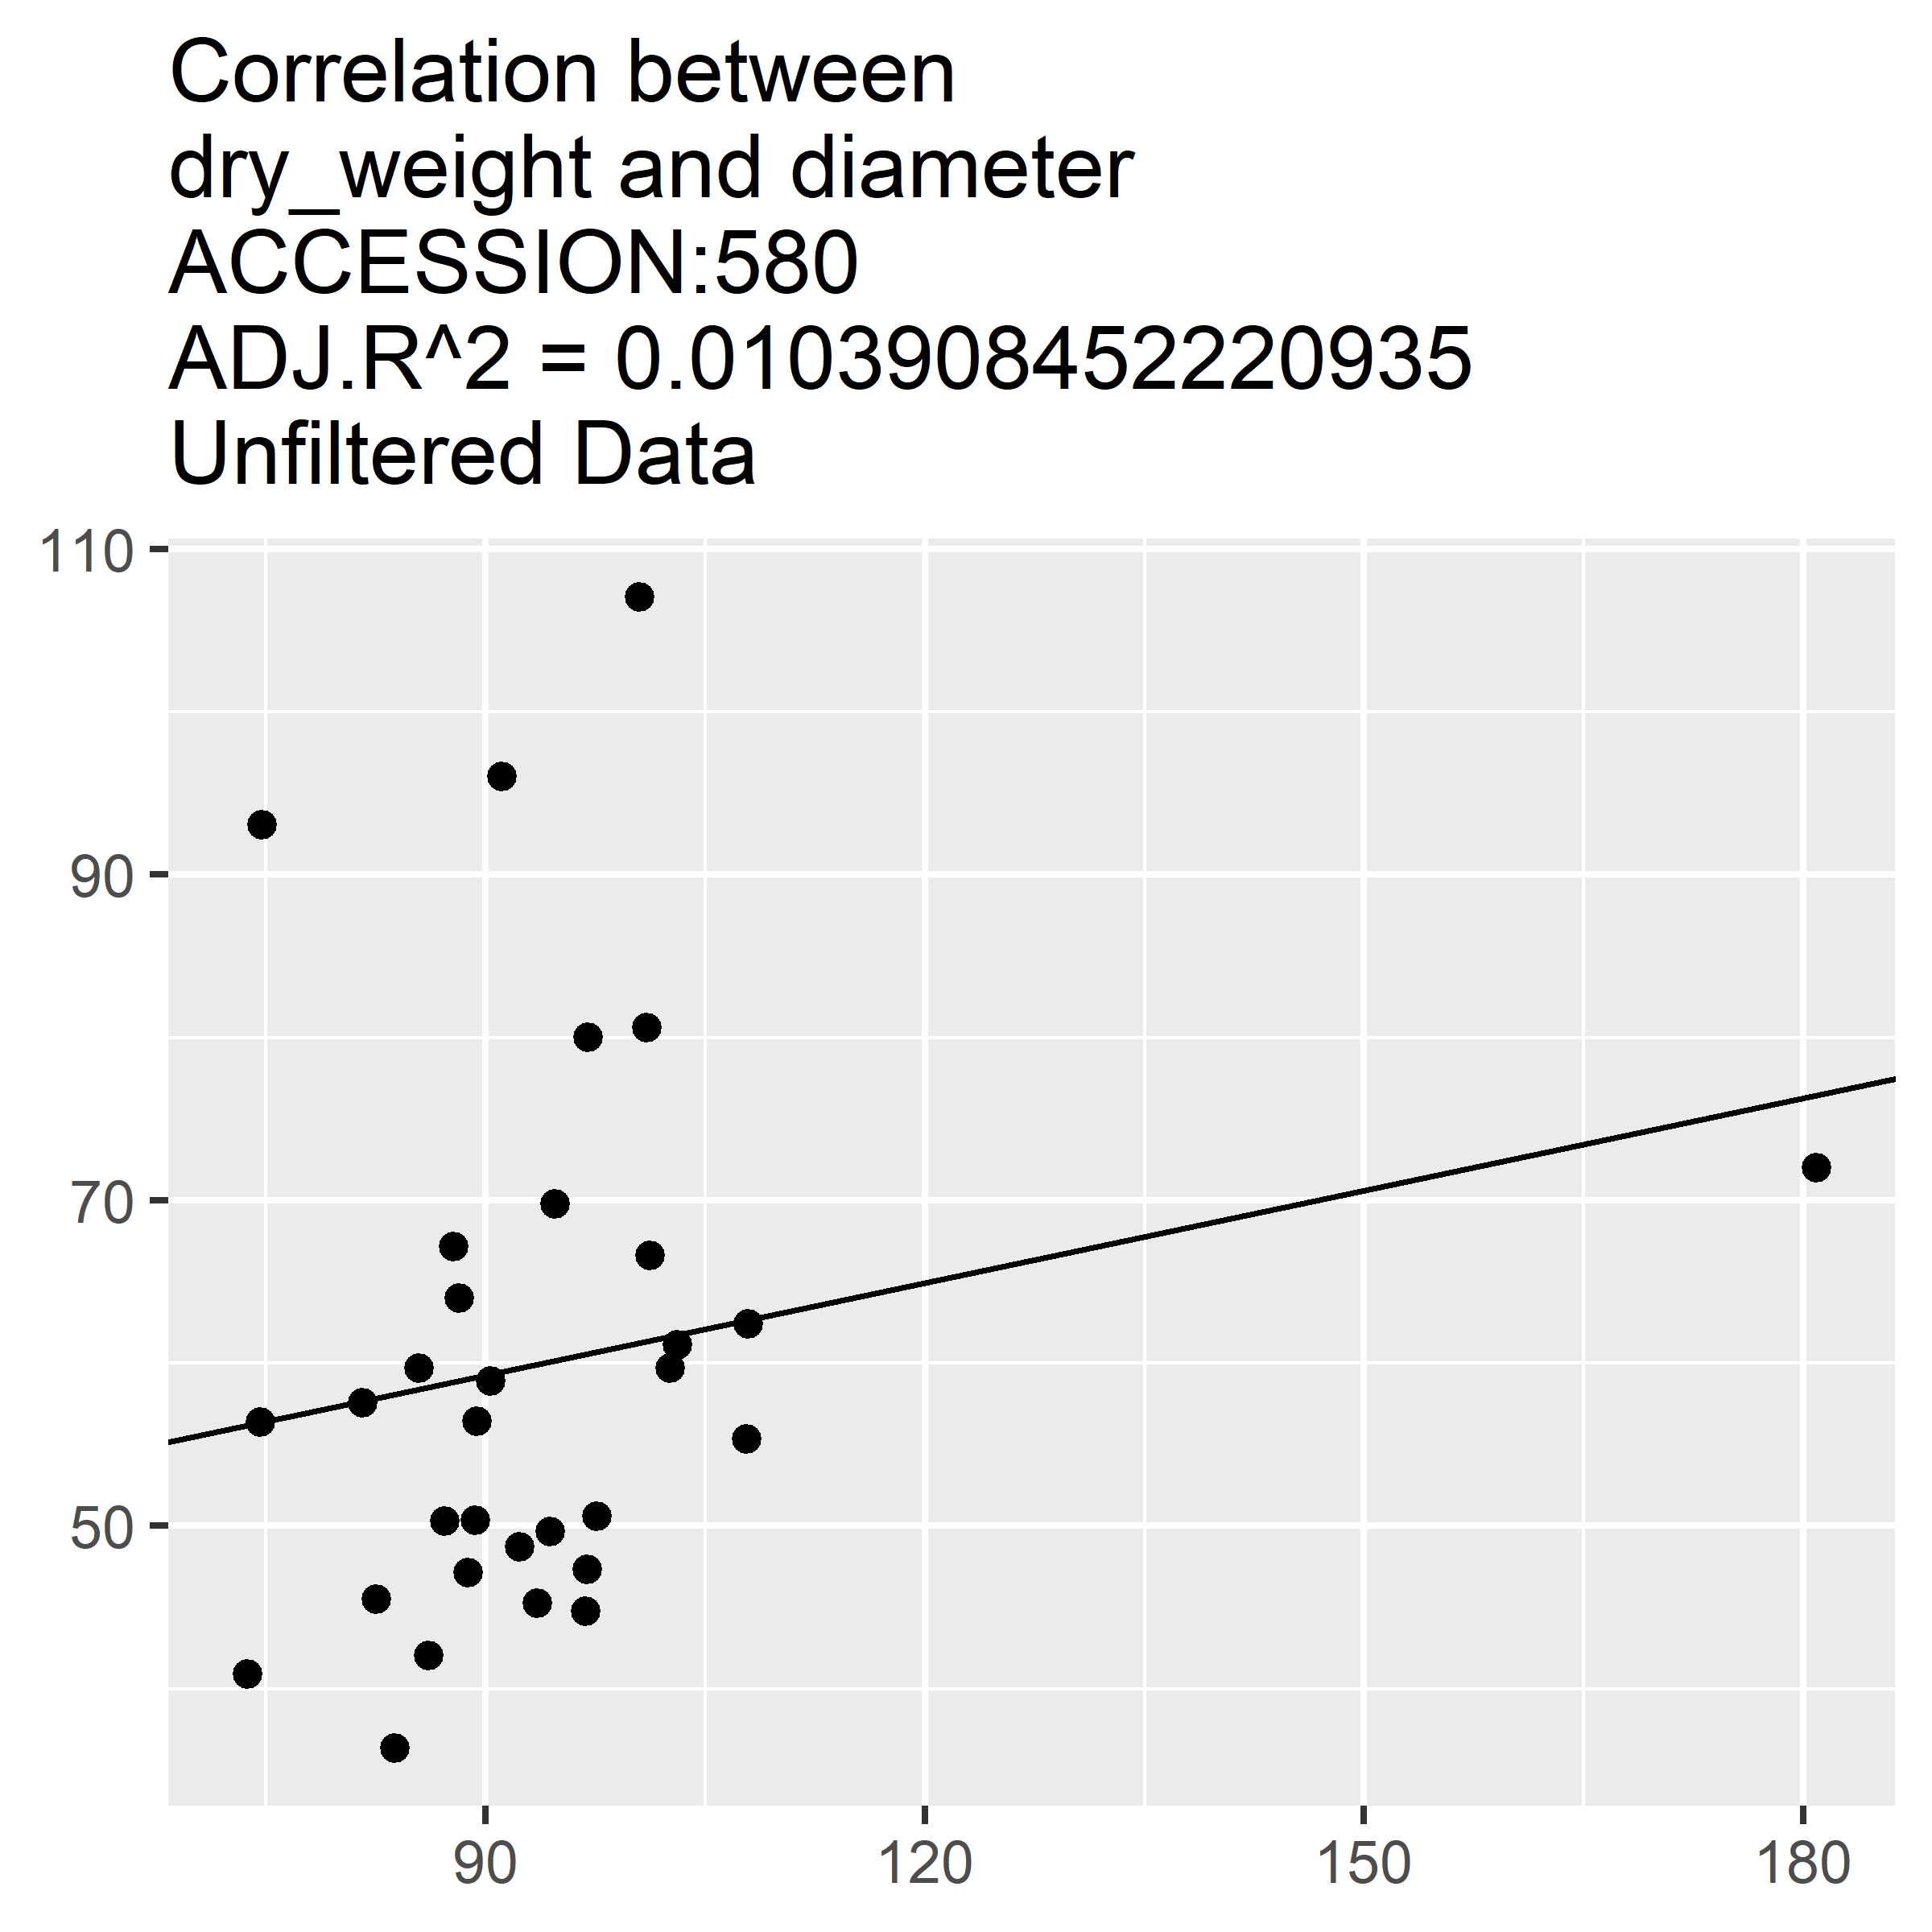 Correlation between
dry_weight and diameter
ACCESSION:580
ADJ.R^2 = 0.0103908452220935
Unfiltered Data
110
90
70
50
90 120 150 180